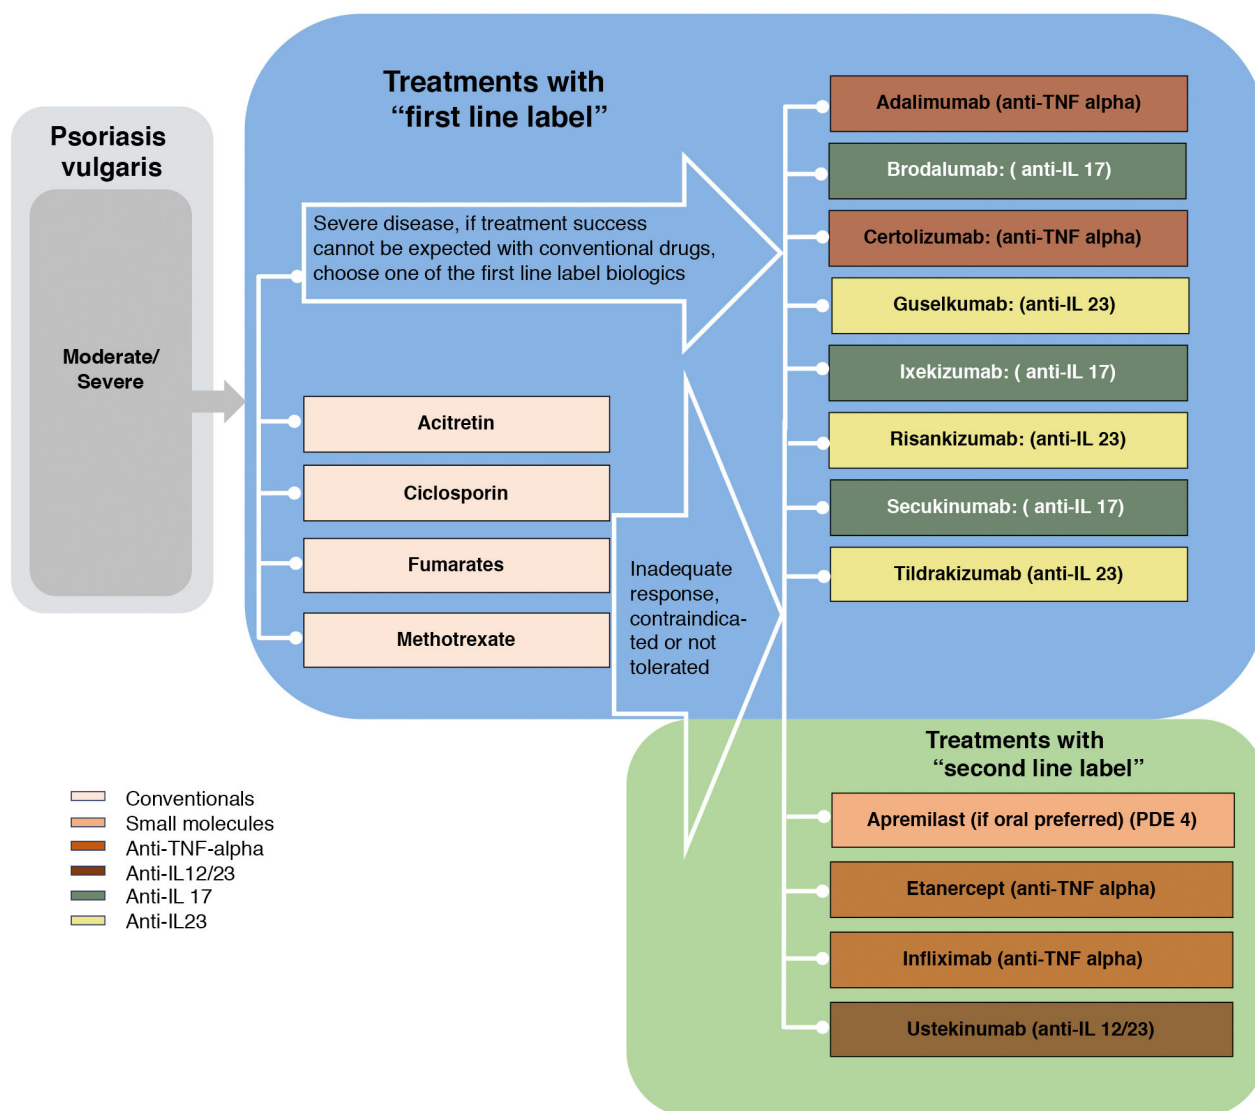 Psoriasis
vulgaris
Moderate/
Severe
Treatments with
“first line label”
Severe disease, if treatment success
cannot be expected with conventional drugs,
choose one of the first line label biologics
Acitretin
Ciclosporin
Fumarates
Methotrexate
Inadequate
response,
contraindica-
ted or not
tolerated
Adalimumab (anti-TNF alpha)
Brodalumab: ( anti-IL 17)
Certolizumab: (anti-TNF alpha)
Guselkumab: (anti-IL 23)
Ixekizumab: ( anti-IL 17)
Risankizumab: (anti-IL 23)
Secukinumab: ( anti-IL 17)
Tildrakizumab (anti-IL 23)
Treatments with
“second line label”
Apremilast (if oral preferred) (PDE 4)
Etanercept (anti-TNF alpha)
Infliximab (anti-TNF alpha)
Ustekinumab (anti-IL 12/23)
Conventionals
Small molecules
Anti-TNF-alpha
Anti-IL12/23
Anti-IL 17
Anti-IL23